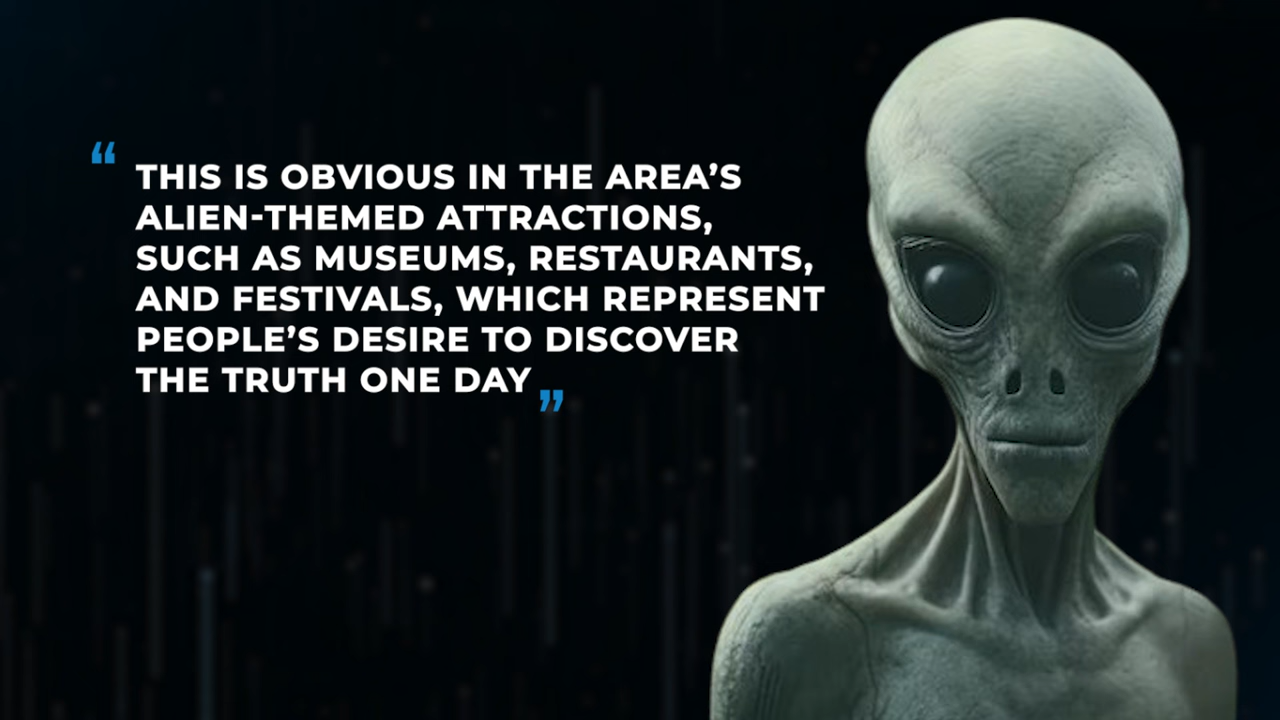 “ THIS IS OBVIOUS IN THE AREA’S
ALIEN-THEMED ATTRACTIONS,
SUCH AS MUSEUMS, RESTAURANTS,
AND FESTIVALS, WHICH REPRESENT
PEOPLE’S DESIRE TO DISCOVER
THE TRUTH ONE DAY ”